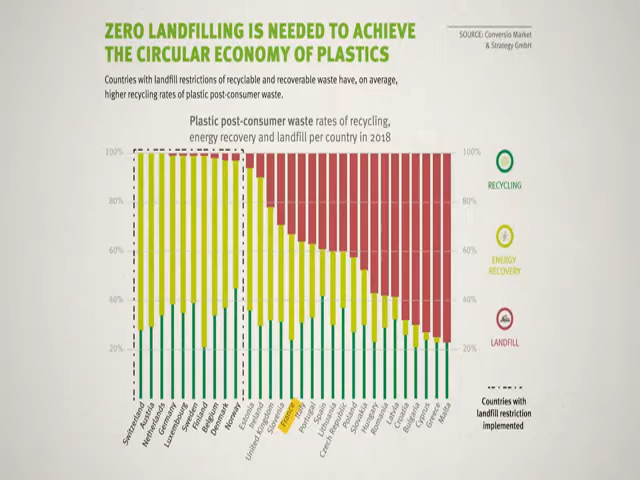 ZERO LANDFILLING IS NEEDED TO ACHIEVE
THE CIRCULAR ECONOMY OF PLASTICS
SOURCE: Conversio Market
& Strategy GmbH
Countries with landfill restrictions of recyclable and recoverable waste have, on average,
higher recycling rates of plastic post-consumer waste.
Plastic post-consumer waste rates of recycling,
energy recovery and landfill per country in 2018
100%
80%
60%
40%
20%
100%
80%
60%
40%
20%
RECYCLING
ENERGY
RECOVERY
LANDFILL
Countries with
landfill restriction
implemented
Switzerland
Austria
Netherlands
Germany
Luxembourg
Sweden
Finland
Belgium
Denmark
Norway
Estonia
Ireland
United Kingdom
Slovenia
France
Italy
Portugal
Spain
Lithuania
Czech Republic
Poland
Slovakia
Hungary
Romania
Latvia
Croatia
Bulgaria
Cyprus
Greece
Malta